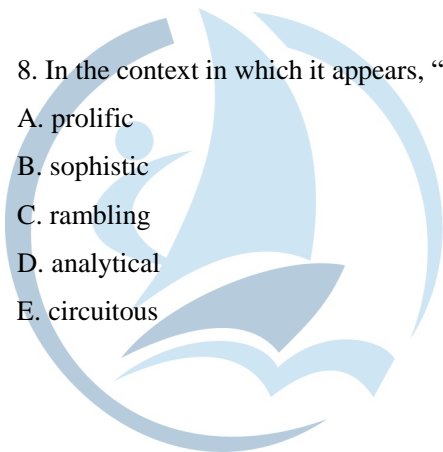 8. In the context in which it appears, “
A. prolific
B. sophistic
C. rambling
D. analytical
E. circuitous